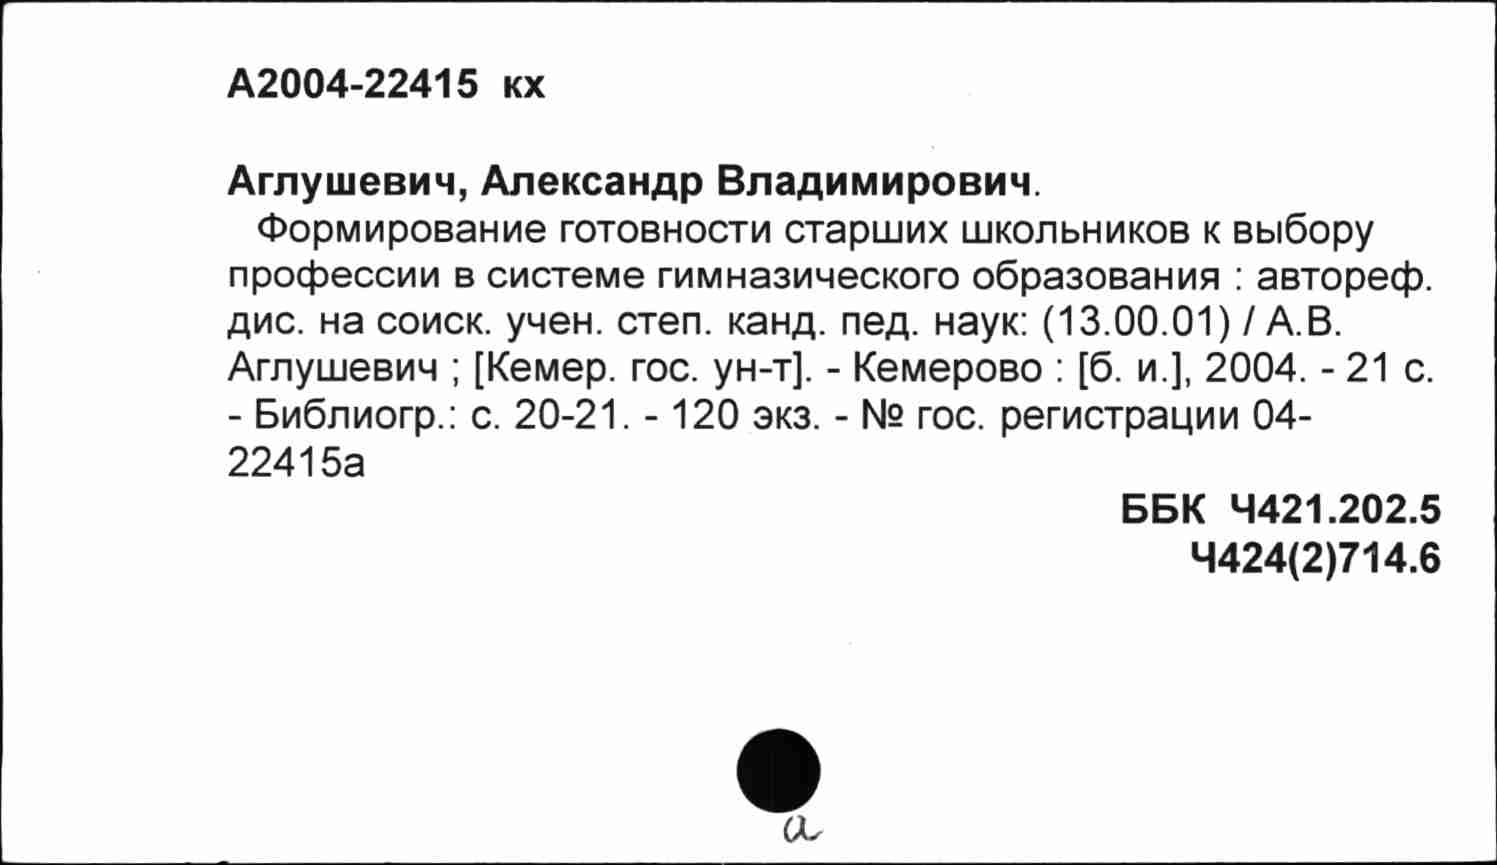 А2004-22415 кх
Аглушевич, Александр Владимирович.
Формирование готовности старших школьников к выбору
профессии в системе гимназического образования : автореф.
дис. на соиск. учен. степ. канд. пед. наук: (13.00.01) / А.В.
Аглушевич ; [Кемер. гос. ун-т]. - Кемерово : [б. и.], 2004. - 21 с.
- Библиогр.: с. 20-21. - 120 экз. - № гос. регистрации 04-
22415а
ББК Ч421.202.5
Ч424(2)714.6
а